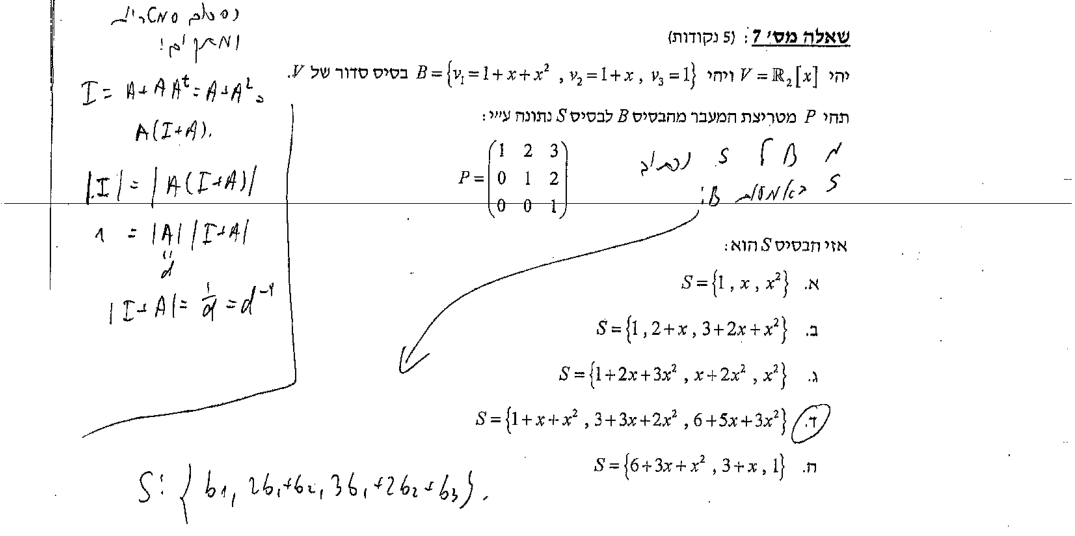 שאלה מס' 7 : (5 נקודות)
יהי V = ℝ₂[x] ויהי B = {v₁ = 1 + x + x² , v₂ = 1 + x , v₃ = 1} בסיס סדור של V.
תהי P מטריצת המעבר מהבסיס B לבסיס S נתונה ע"י:
P = (1 2 3
0 1 2
0 0 1)
מ B ל S נכתוב
S באמצעות B:
אזי הבסיס S הוא:
א. S = {1 , x , x²}
ב. S = {1 , 2 + x , 3 + 2x + x²}
ג. S = {1 + 2x + 3x² , x + 2x² , x²}
ד. S = {1 + x + x² , 3 + 3x + 2x² , 6 + 5x + 3x²}
ה. S = {6 + 3x + x² , 3 + x , 1}
I = A + A Aᵗ = A + A² =
A(I+A).
|I| = |A(I+A)|
1 = |A| |I+A|
d
|I+A| = 1/d = d⁻¹
S: {b₁, 2b₁+b₂, 3b₁+2b₂+b₃}.